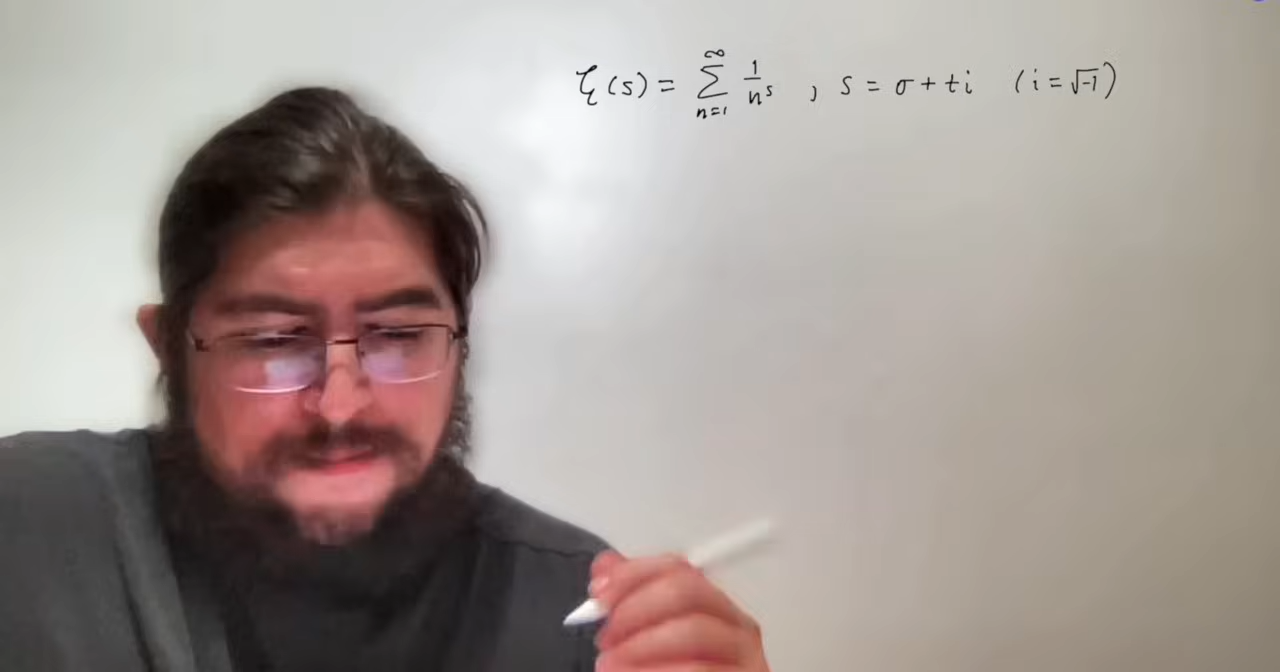 ζ(s) = ∑_{n=1}^{∞} 1/n^s , s = σ + ti (i = √-1)